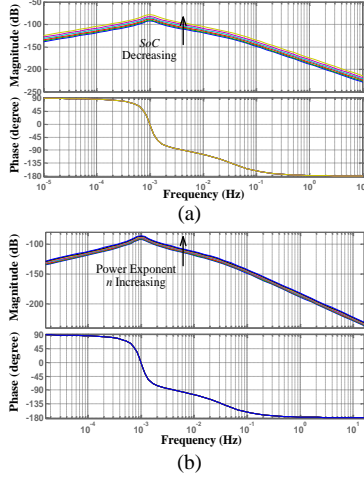 -50
-100
-150
-200
-250
Magnitude (dB)
SoC
Decreasing
90
45
0
-45
-90
-135
-180
Phase (degree)
10-5 10-4 10-3 10-2 10-1 100 101
Frequency (Hz)
(a)
-100
-150
-200
Magnitude (dB)
Power Exponent
n Increasing
90
45
0
-45
-90
-135
-180
Phase (degree)
10-4 10-3 10-2 10-1 100 101
Frequency (Hz)
(b)